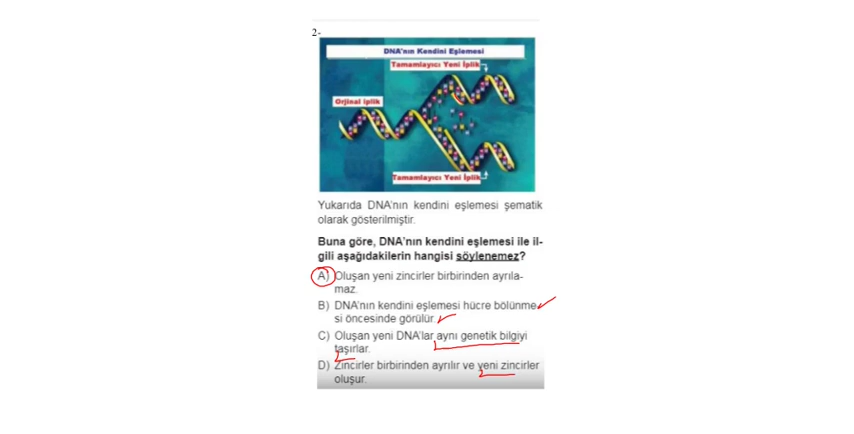 2-
DNA'nın Kendini Eşlemesi
Tamamlayıcı Yeni İplik
Orjinal iplik
Tamamlayıcı Yeni İplik
Yukarıda DNA'nın kendini eşlemesi şematik
olarak gösterilmiştir.
Buna göre, DNA'nın kendini eşlemesi ile il-
gili aşağıdakilerin hangisi söylenemez?
A) Oluşan yeni zincirler birbirinden ayrıla-
maz.
B) DNA'nın kendini eşlemesi hücre bölünme-
si öncesinde görülür.
C) Oluşan yeni DNA'lar aynı genetik bilgiyi
taşırlar.
D) Zincirler birbirinden ayrılır ve yeni zincirler
oluşur.